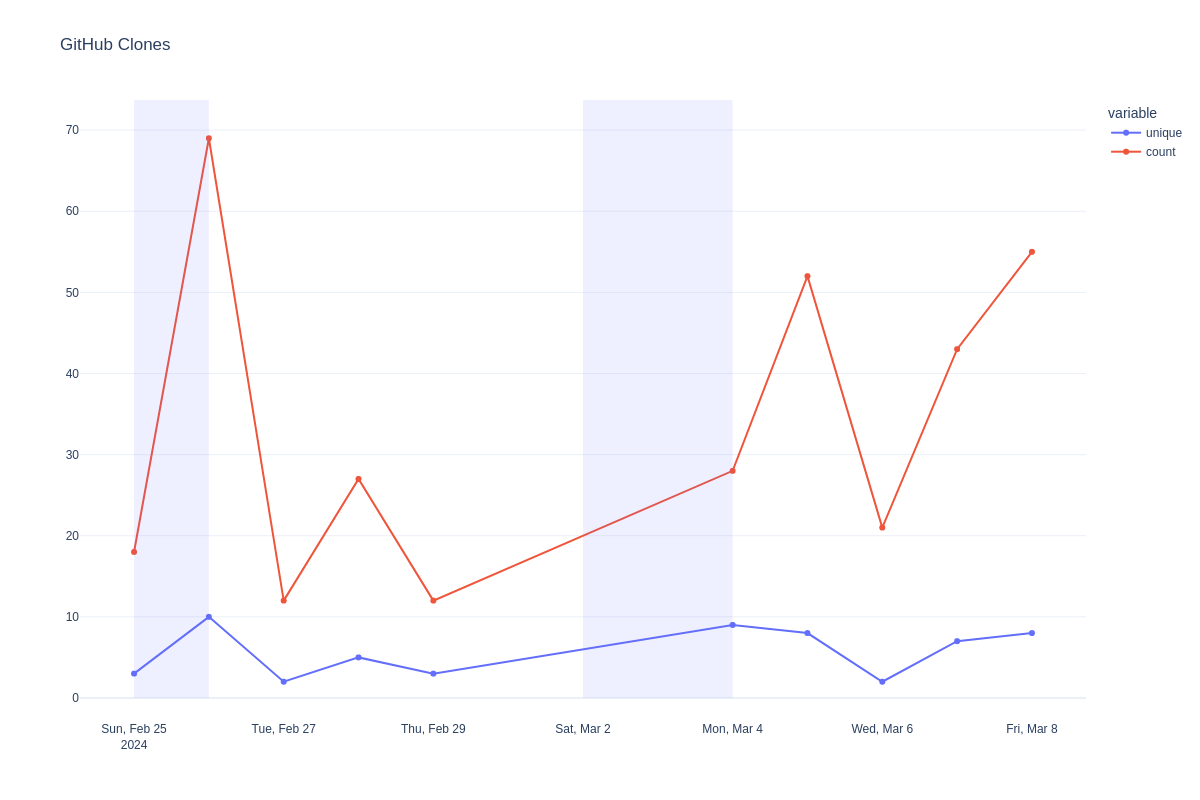 GitHub Clones
variable
unique
count
70
60
50
40
30
20
10
0
Sun, Feb 25
2024
Tue, Feb 27
Thu, Feb 29
Sat, Mar 2
Mon, Mar 4
Wed, Mar 6
Fri, Mar 8